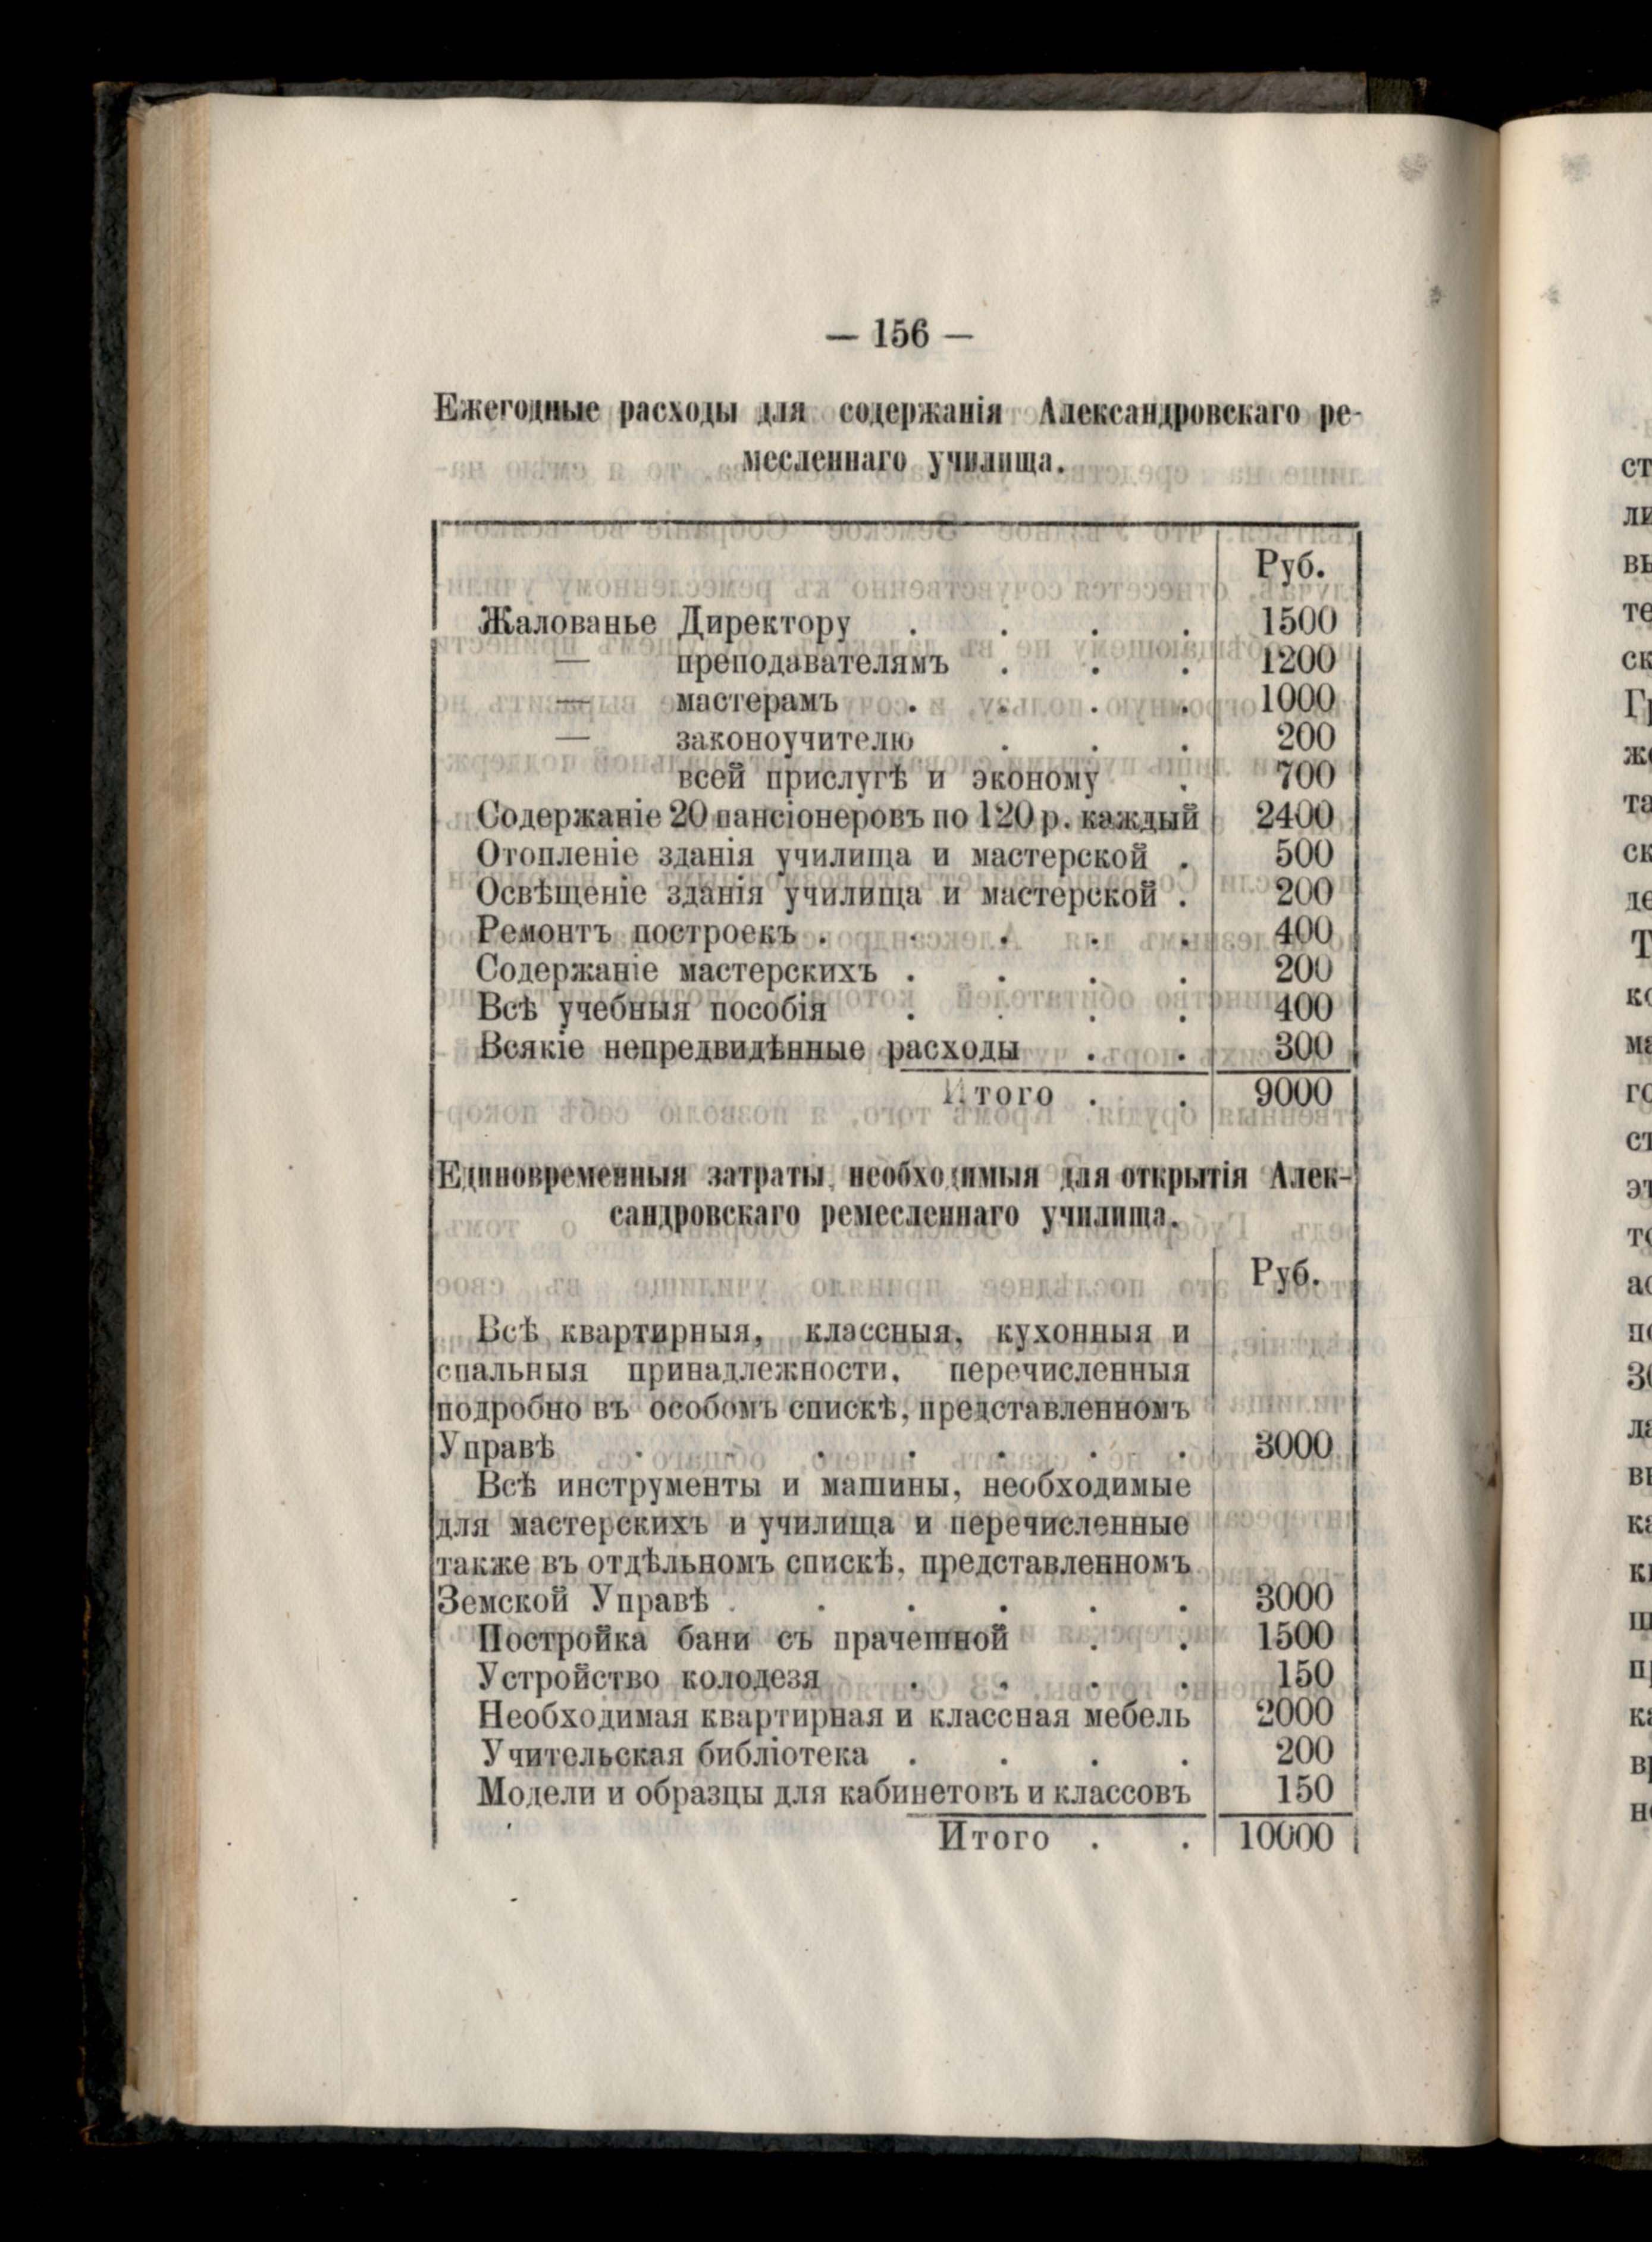 — 156 —
Ежегодные расходы для содержанія Александровскаго ре-
месленнаго училища.
Руб.
Жалованье Директору . . . . 1500
— преподавателямъ . . . 1200
— мастерамъ . . . . 1000
— законоучителю . . . 200
всей прислугѣ и эконому . 700
Содержаніе 20 пансіонеровъ по 120 р. каждый 2400
Отопленіе зданія училища и мастерской . 500
Освѣщеніе зданія училища и мастерской . 200
Ремонтъ построекъ . . . . . 400
Содержаніе мастерскихъ . . . . 200
Всѣ учебныя пособія . . . . 400
Всякіе непредвидѣнные расходы . . 300
Итого . . 9000
Единовременныя затраты, необходимыя для открытія Алек-
сандровскаго ремесленнаго училища.
Руб.
Всѣ квартирныя, классныя, кухонныя и
спальныя принадлежности, перечисленныя
подробно въ особомъ спискѣ, представленномъ
Управѣ . . . . . . . 3000
Всѣ инструменты и машины, необходимые
для мастерскихъ и училища и перечисленные
также въ отдѣльномъ спискѣ, представленномъ
Земской Управѣ . . . . . . 3000
Постройка бани съ прачешной . . 1500
Устройство колодезя . . . . 150
Необходимая квартирная и классная мебель 2000
Учительская библіотека . . . . 200
Модели и образцы для кабинетовъ и классовъ 150
Итого . . 10000